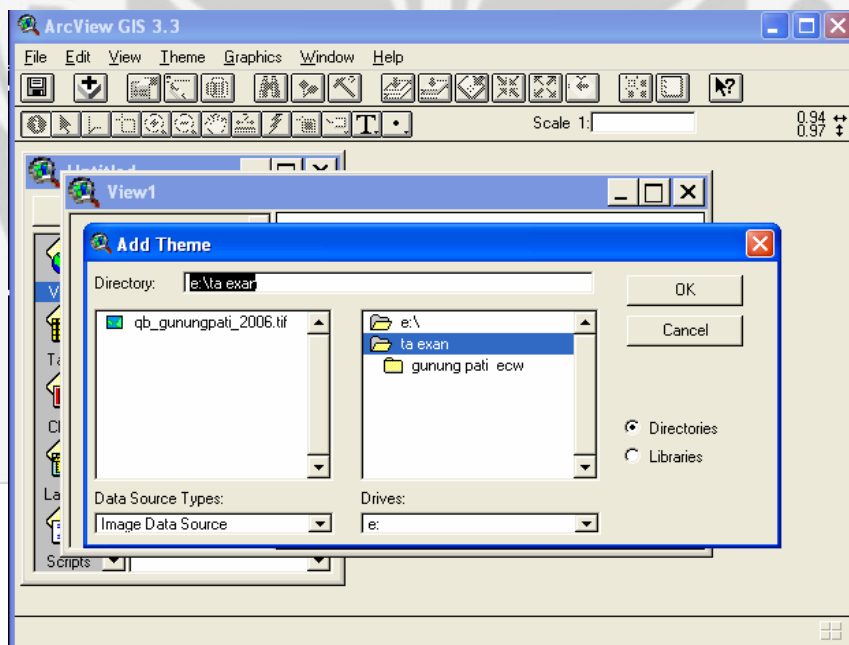 ArcView GIS 3.3
File Edit View Theme Graphics Window Help
T
Scale 1:
0.94
0.97
Untitled
View1
Add Theme
Directory: e:\ta exan
OK
Cancel
qb_gunungpati_2006.tif
e:\
ta exan
gunung pati ecw
Directories
Libraries
Data Source Types:
Image Data Source
Drives:
e:
Scripts